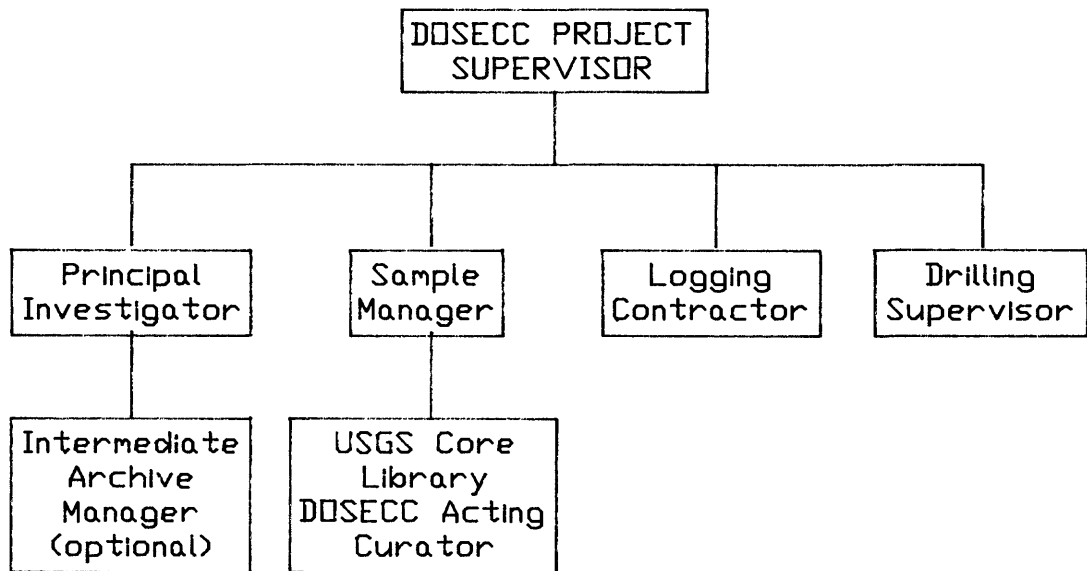 DOSECC PROJECT
SUPERVISOR
Principal
Investigator
Sample
Manager
Logging
Contractor
Drilling
Supervisor
Intermediate
Archive
Manager
(optional)
USGS Core
Library
DOSECC Acting
Curator